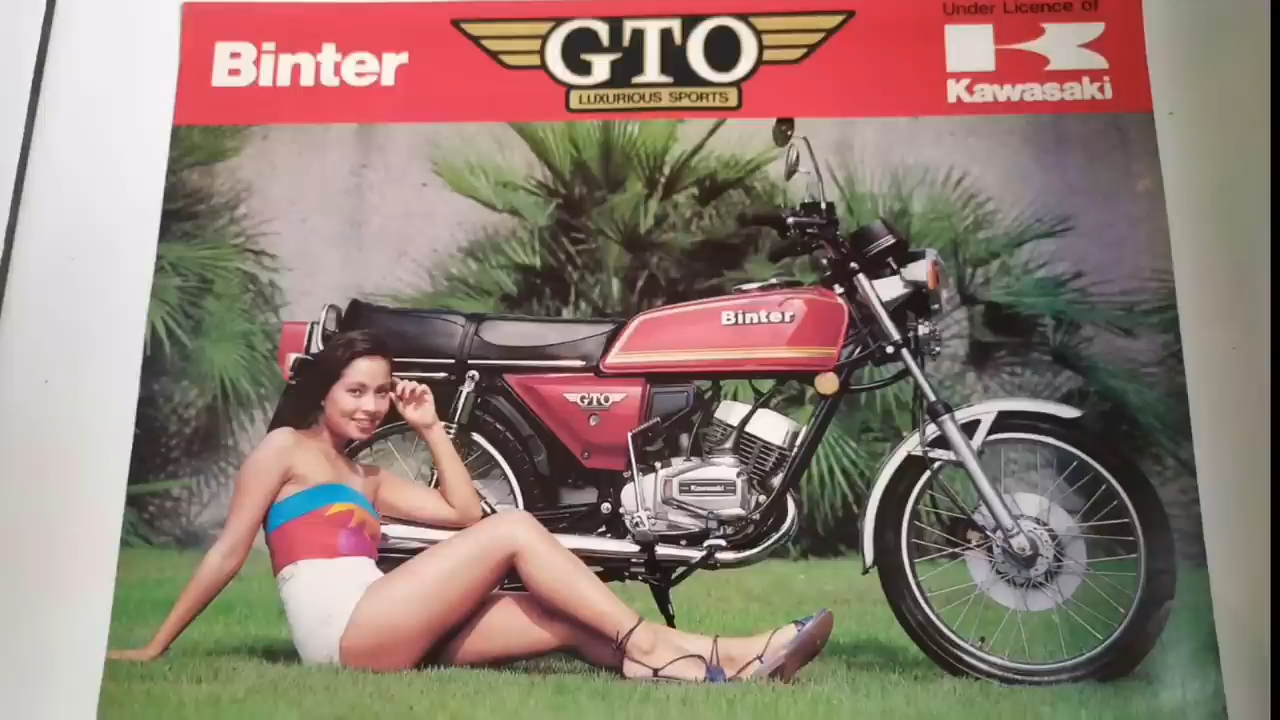 Binter
GTO
LUXURIOUS SPORTS
Under Licence of
Kawasaki
Binter
GTO
Kawasaki